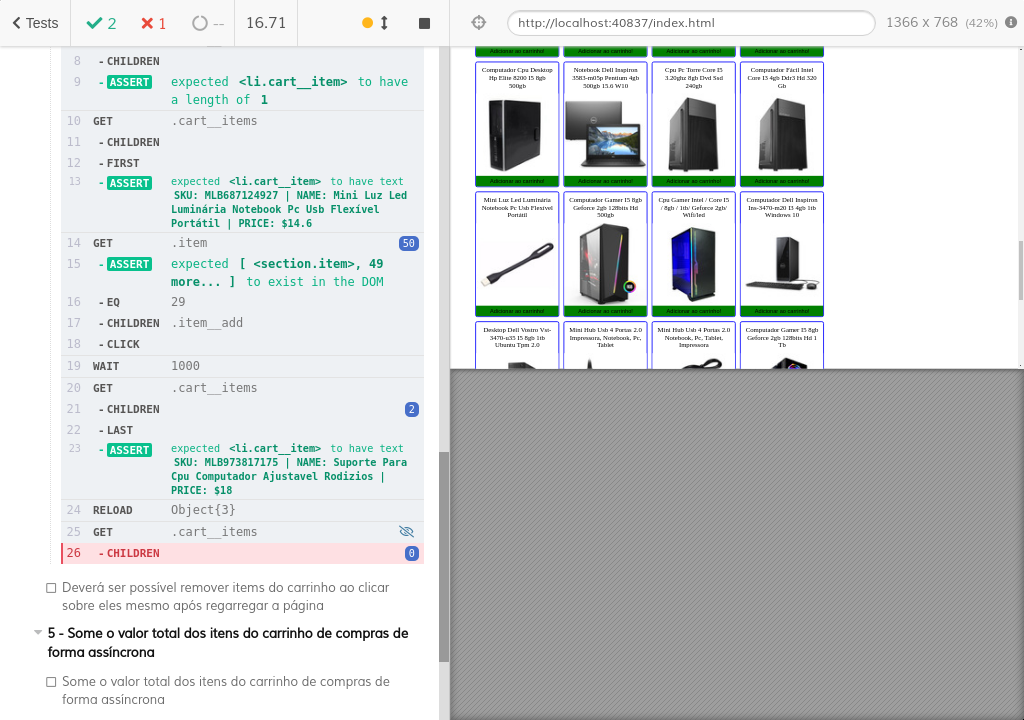 Tests
2
1
--
16.71
http://localhost:40837/index.html
1366 x 768 (42%)
8 - CHILDREN
9 - ASSERT expected <li.cart__item> to have
a length of 1
10 GET .cart__items
11 - CHILDREN
12 - FIRST
13 - ASSERT expected <li.cart__item> to have text
SKU: MLB687124927 | NAME: Mini Luz Led
Luminária Notebook Pc Usb Flexível
Portátil | PRICE: $14.6
14 GET .item 50
15 - ASSERT expected [ <section.item>, 49
more... ] to exist in the DOM
16 - EQ 29
17 - CHILDREN .item__add
18 - CLICK
19 WAIT 1000
20 GET .cart__items
21 - CHILDREN 2
22 - LAST
23 - ASSERT expected <li.cart__item> to have text
SKU: MLB973817175 | NAME: Suporte Para
Cpu Computador Ajustavel Rodizios |
PRICE: $18
24 RELOAD Object{3}
25 GET .cart__items
26 - CHILDREN 0
Deverá ser possível remover items do carrinho ao clicar
sobre eles mesmo após regarregar a página
5 - Some o valor total dos itens do carrinho de compras de
forma assíncrona
Some o valor total dos itens do carrinho de compras de
forma assíncrona
Adicionar ao carrinho! Adicionar ao carrinho! Adicionar ao carrinho! Adicionar ao carrinho!
Computador Cpu Desktop
Hp Elite 8200 I5 8gb
500gb
Notebook Dell Inspiron
3583-ml5p Pentium 4gb
500gb 15.6 W10
Cpu Pc Torre Core I5
3.20ghz 8gb Dvd Ssd
240gb
Computador Fácil Intel
Core I3 4gb Ddr3 Hd 320
Gb
Adicionar ao carrinho! Adicionar ao carrinho! Adicionar ao carrinho! Adicionar ao carrinho!
Mini Luz Led Luminária
Notebook Pc Usb Flexível
Portátil
Computador Gamer I5 8gb
Geforce 2gb 128bits Hd
500gb
Cpu Gamer Intel / Core I5
/ 8gb / 1tb/ Geforce 2gb/
Wifi/led
Computador Dell Inspiron
Ins-3470-m20 I3 4gb 1tb
Windows 10
Adicionar ao carrinho! Adicionar ao carrinho! Adicionar ao carrinho! Adicionar ao carrinho!
Desktop Dell Vostro Vst-
3470-u35 I5 8gb 1tb
Ubuntu Tpm 2.0
Mini Hub Usb 4 Portas 2.0
Impressora, Notebook, Pc,
Tablet
Mini Hub Usb 4 Portas 2.0
Notebook, Pc, Tablet,
Impressora
Computador Gamer I5 8gb
Geforce 2gb 128bits Hd 1
Tb